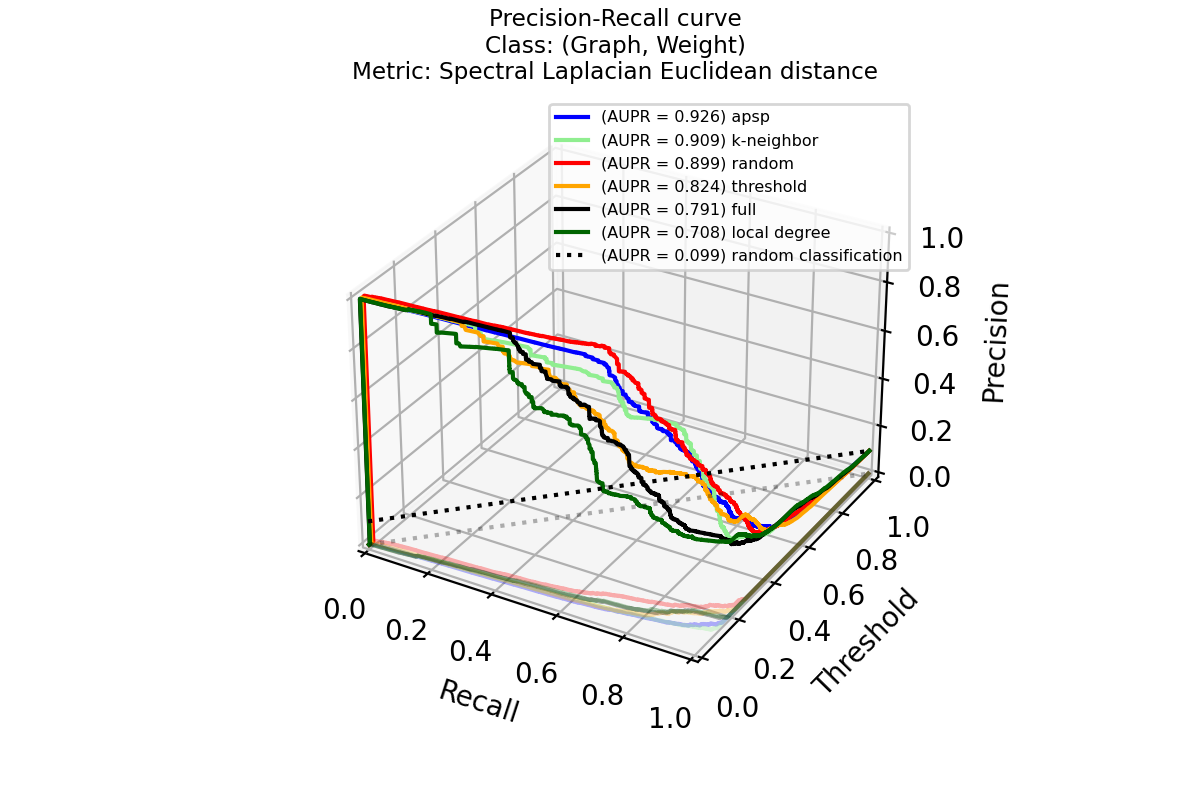 Precision-Recall curve
Class: (Graph, Weight)
Metric: Spectral Laplacian Euclidean distance
(AUPR = 0.926) apsp
(AUPR = 0.909) k-neighbor
(AUPR = 0.899) random
(AUPR = 0.824) threshold
(AUPR = 0.791) full
(AUPR = 0.708) local degree
(AUPR = 0.099) random classification
1.0
0.8
0.6
0.4
0.2
0.0
Precision
1.0
0.8
0.6
0.4
0.2
0.0
Threshold
0.0
0.2
0.4
0.6
0.8
1.0
Recall